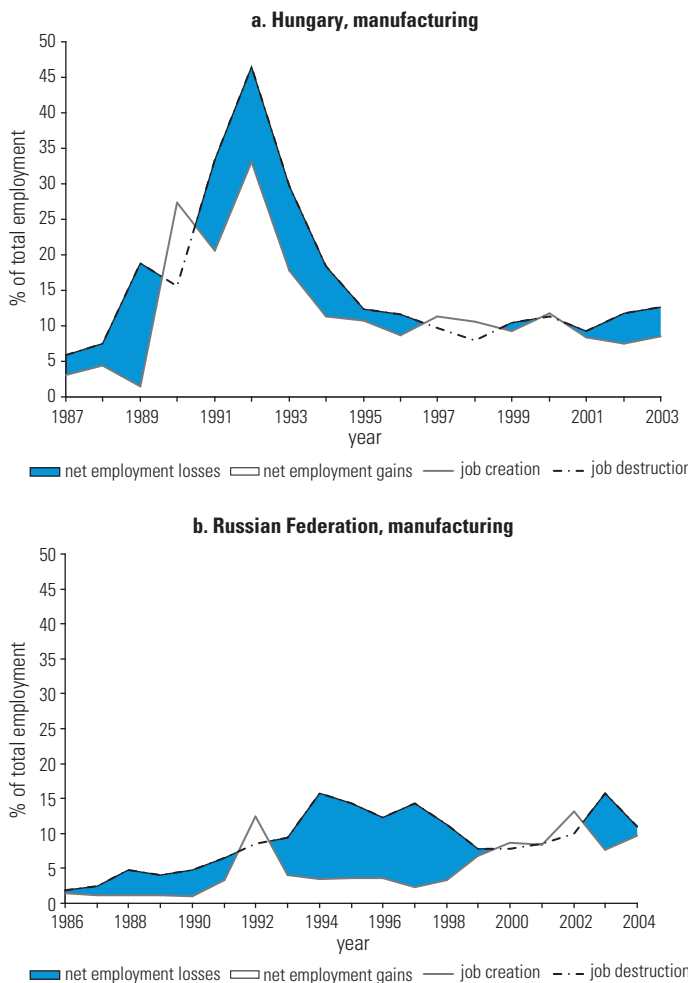 a. Hungary, manufacturing
50
45
40
35
30
25
20
15
10
5
0
% of total employment
1987 1989 1991 1993 1995 1997 1999 2001 2003
year
net employment losses net employment gains job creation job destruction
b. Russian Federation, manufacturing
50
45
40
35
30
25
20
15
10
5
0
% of total employment
1986 1988 1990 1992 1994 1996 1998 2000 2002 2004
year
net employment losses net employment gains job creation job destruction